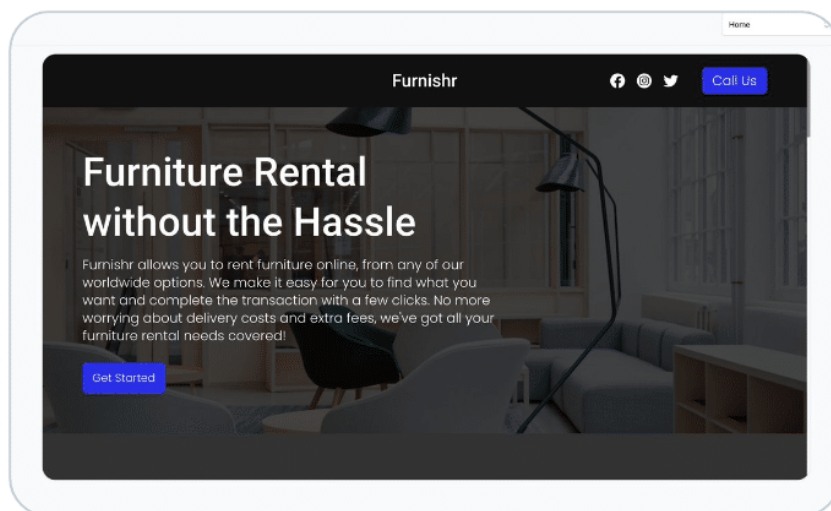 Home
Furnishr
Call Us
Furniture Rental
without the Hassle
Furnishr allows you to rent furniture online, from any of our
worldwide options. We make it easy for you to find what you
want and complete the transaction with a few clicks. No more
worrying about delivery costs and extra fees, we've got all your
furniture rental needs covered!
Get Started